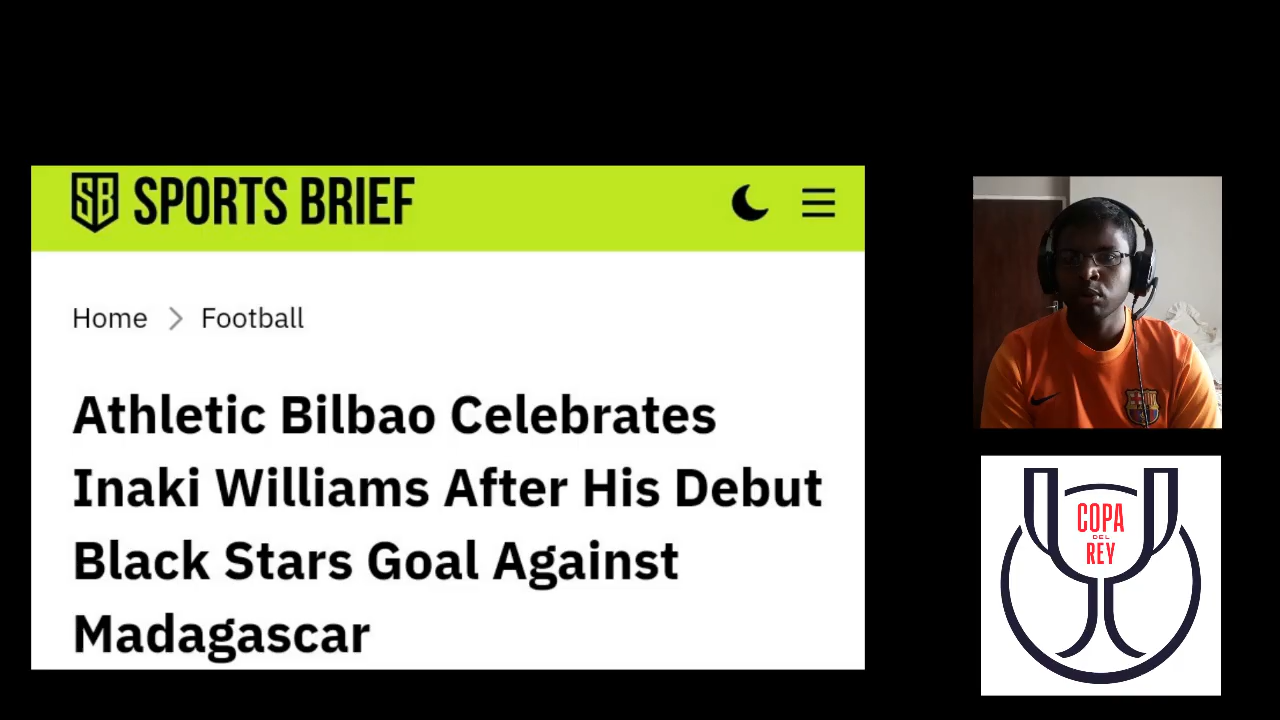 SB SPORTS BRIEF
Home > Football
Athletic Bilbao Celebrates
Inaki Williams After His Debut
Black Stars Goal Against
Madagascar
COPA
DEL
REY